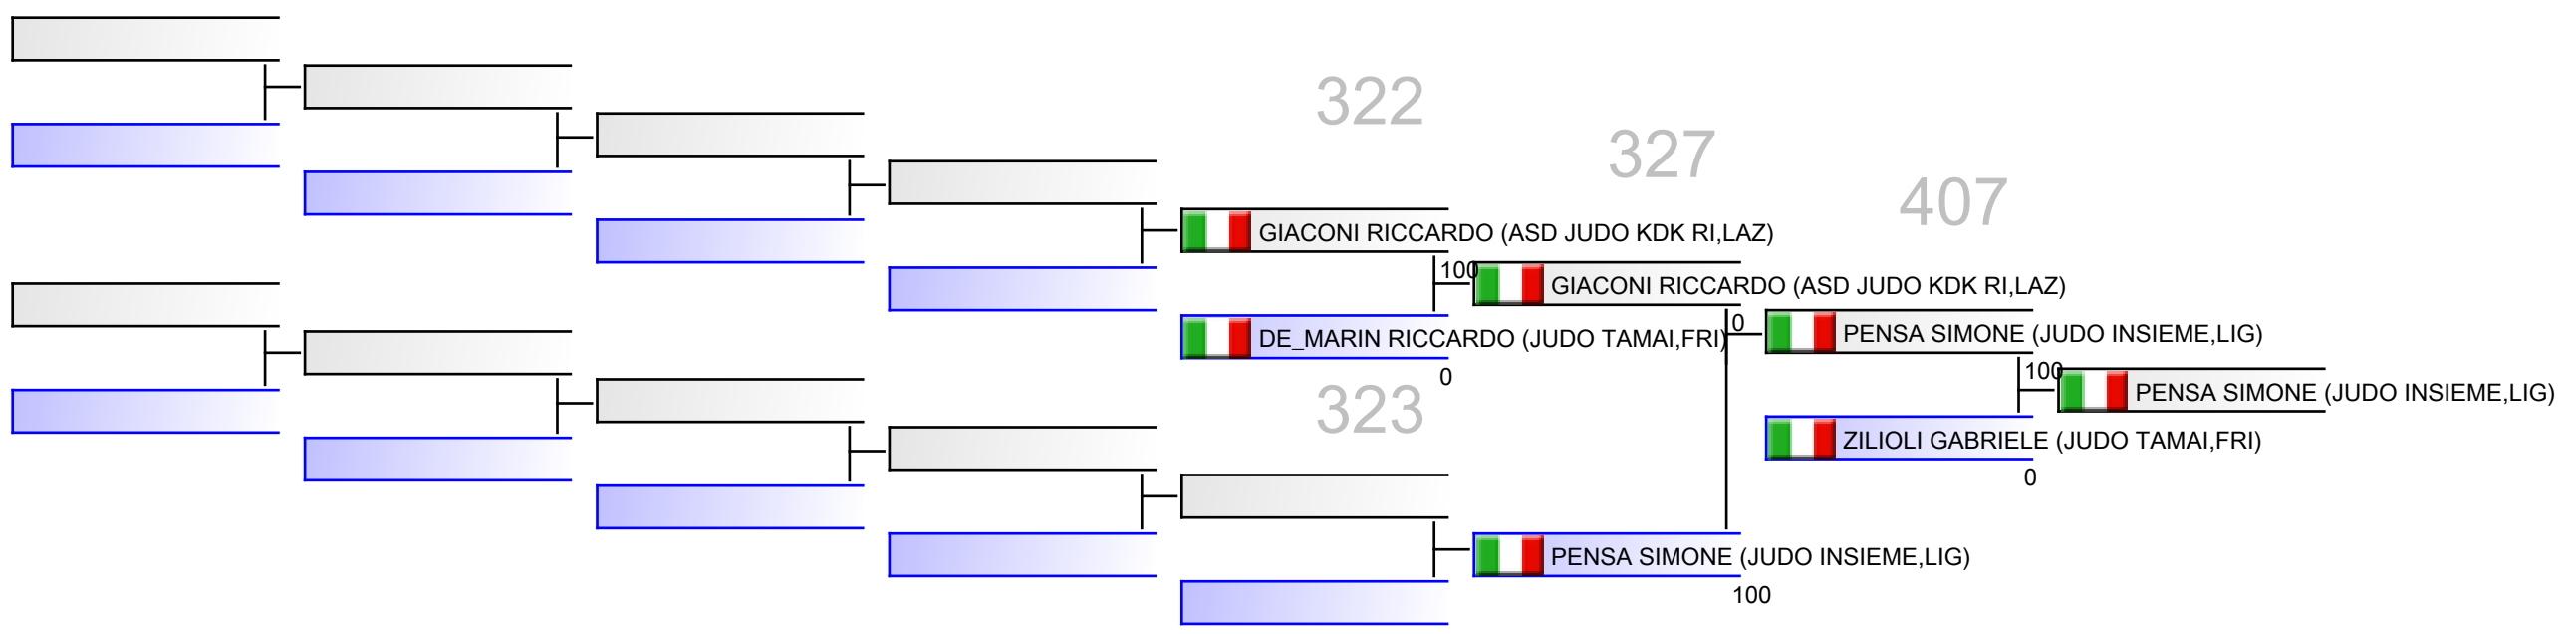 322
327
407
GIACONI RICCARDO (ASD JUDO KDK RI,LAZ)
100
GIACONI RICCARDO (ASD JUDO KDK RI,LAZ)
0
DE_MARIN RICCARDO (JUDO TAMAI,FRI)
0
PENSA SIMONE (JUDO INSIEME,LIG)
100
PENSA SIMONE (JUDO INSIEME,LIG)
323
ZILIOLI GABRIELE (JUDO TAMAI,FRI)
0
PENSA SIMONE (JUDO INSIEME,LIG)
100